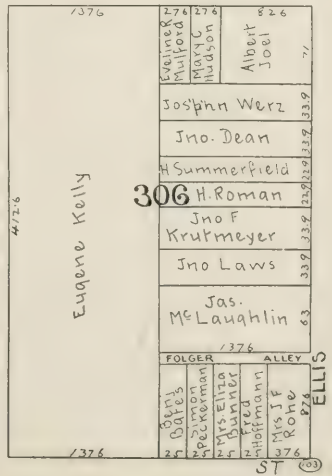 1376
276 276
826
Eveline R
Mulford
Mary C
Hudson
Albert
Joel
71
Jos'phn Werz
33.9
Jno. Dean
33.9
H Summerfield
22.9
306
H. Roman
22.9
Jno F
Krutmeyer
33.9
Jno Laws
33.9
Jas.
McLaughlin
63
1376
Eugene Kelly
412.6
1376
FOLGER ALLEY
Benj
Bates
Simon
Peckerman
Mrs. Eliza
Bunner
Fred
Hoffmann
Mrs J F
Rohe
876
25 25 25 25 376
ELLIS
ST
103